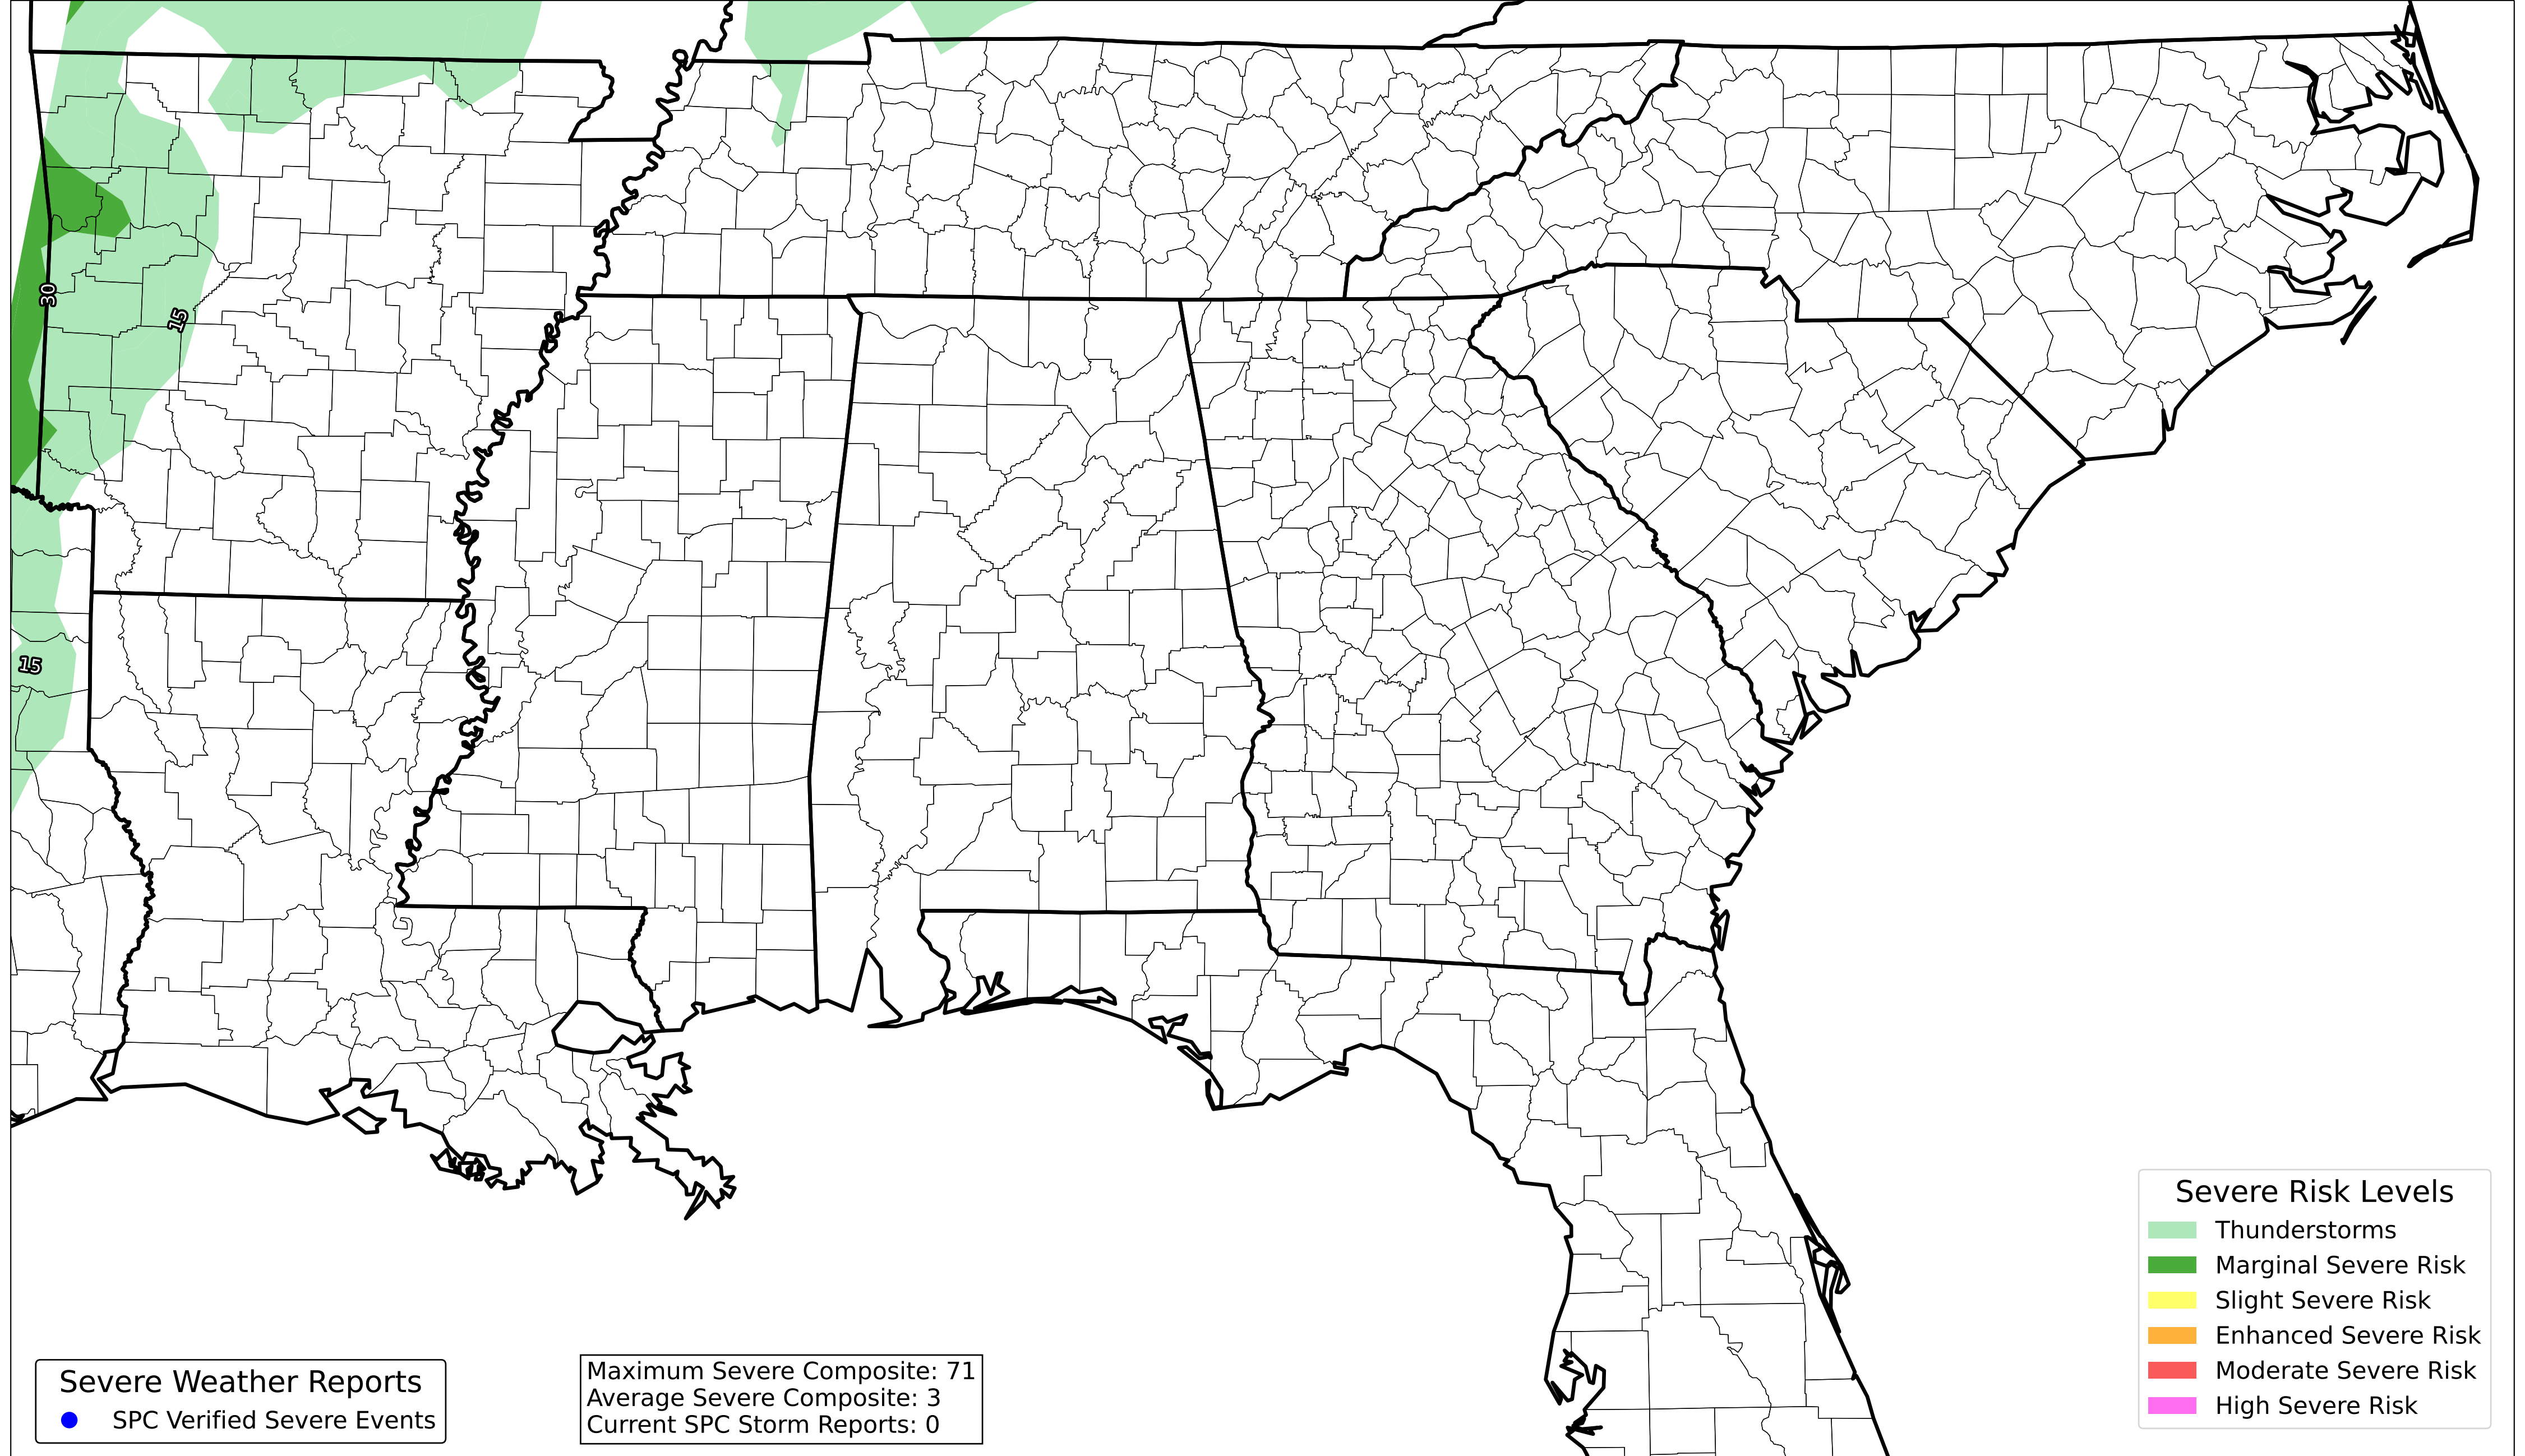 30
15
15
Severe Risk Levels
Thunderstorms
Marginal Severe Risk
Slight Severe Risk
Enhanced Severe Risk
Moderate Severe Risk
High Severe Risk
Severe Weather Reports
SPC Verified Severe Events
Maximum Severe Composite: 71
Average Severe Composite: 3
Current SPC Storm Reports: 0